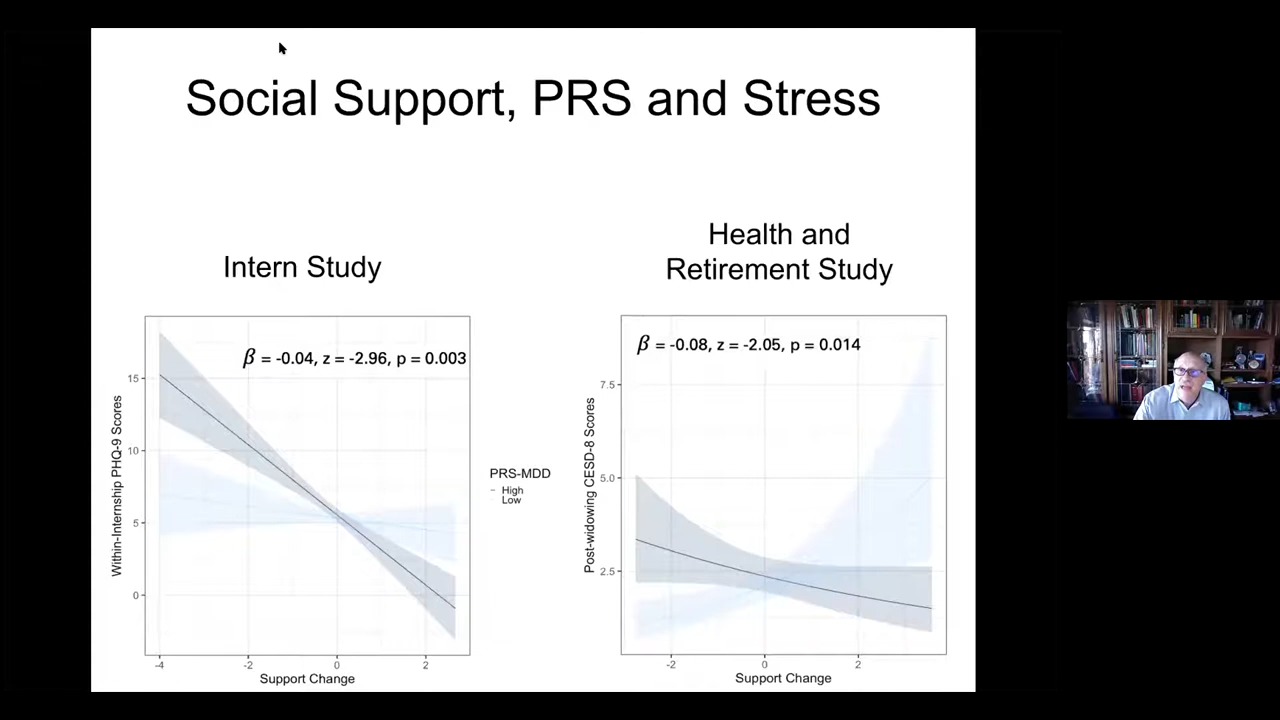 Social Support, PRS and Stress
Intern Study
Health and
Retirement Study
β = -0.04, z = -2.96, p = 0.003
15
10
5
0
Within-Internship PHQ-9 Scores
-4
-2
0
2
Support Change
PRS-MDD
High
Low
β = -0.08, z = -2.05, p = 0.014
7.5
5.0
2.5
Post-widowing CESD-8 Scores
-2
0
2
Support Change